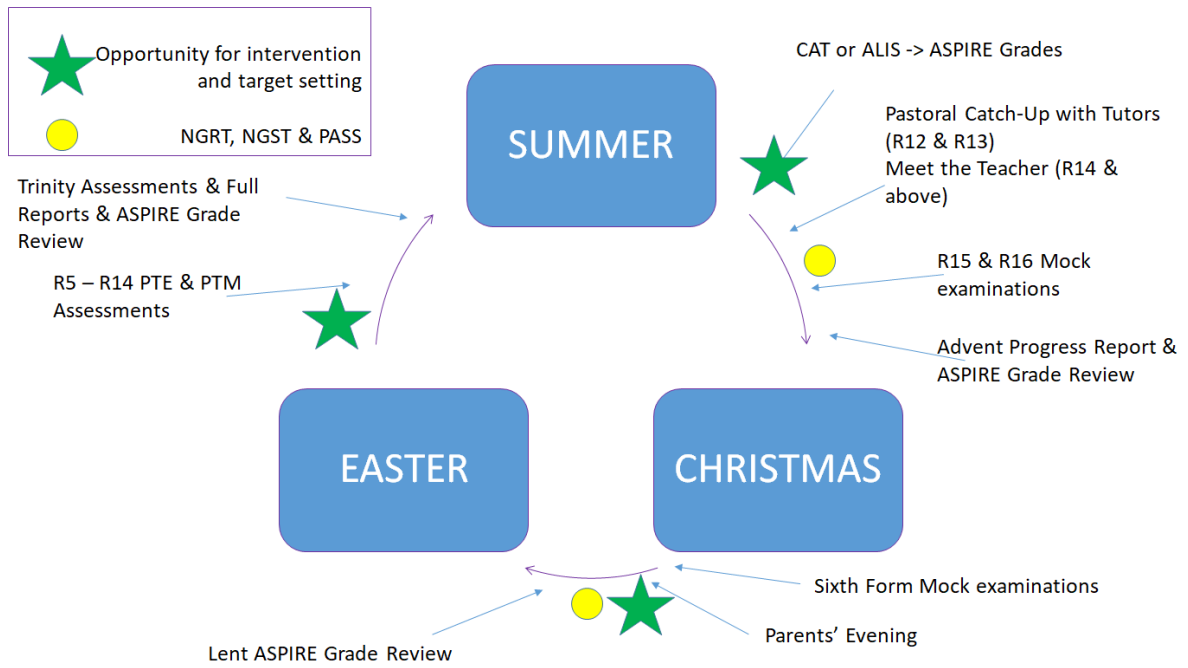 Opportunity for intervention
and target setting
NGRT, NGST & PASS
SUMMER
CAT or ALIS -> ASPIRE Grades
Pastoral Catch-Up with Tutors
(R12 & R13)
Meet the Teacher (R14 &
above)
R15 & R16 Mock
examinations
Advent Progress Report &
ASPIRE Grade Review
CHRISTMAS
Sixth Form Mock examinations
Parents’ Evening
Lent ASPIRE Grade Review
EASTER
R5 – R14 PTE & PTM
Assessments
Trinity Assessments & Full
Reports & ASPIRE Grade
Review